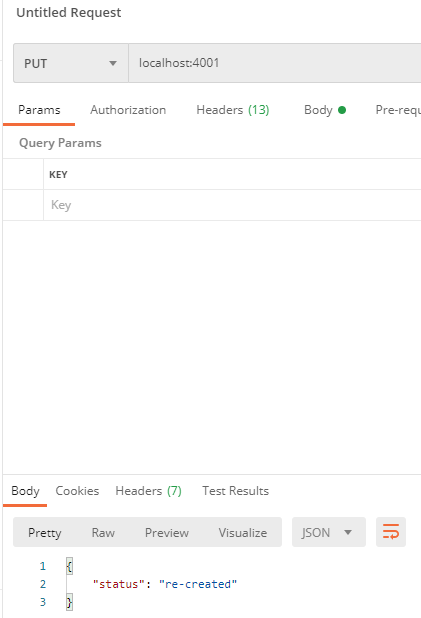 Untitled Request
PUT localhost:4001
Params Authorization Headers (13) Body Pre-requ
Query Params
KEY
Key
Body Cookies Headers (7) Test Results
Pretty Raw Preview Visualize JSON
1 {
2 "status": "re-created"
3 }